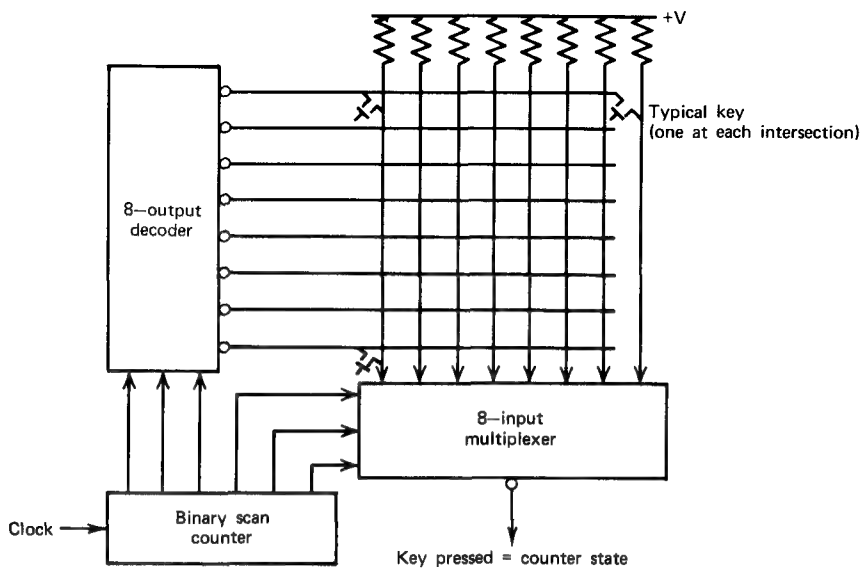 +V
Typical key
(one at each intersection)
8—output
decoder
8—input
multiplexer
Binary scan
counter
Clock
Key pressed = counter state